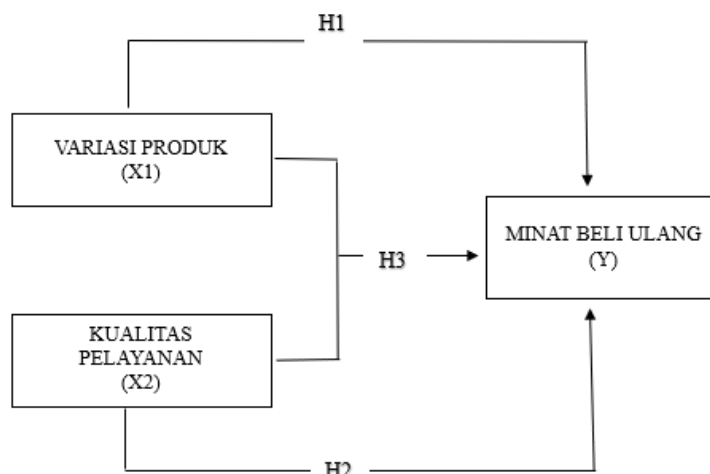 H1
VARIASI PRODUK
(X1)
MINAT BELI ULANG
(Y)
H3
KUALITAS
PELAYANAN
(X2)
H2